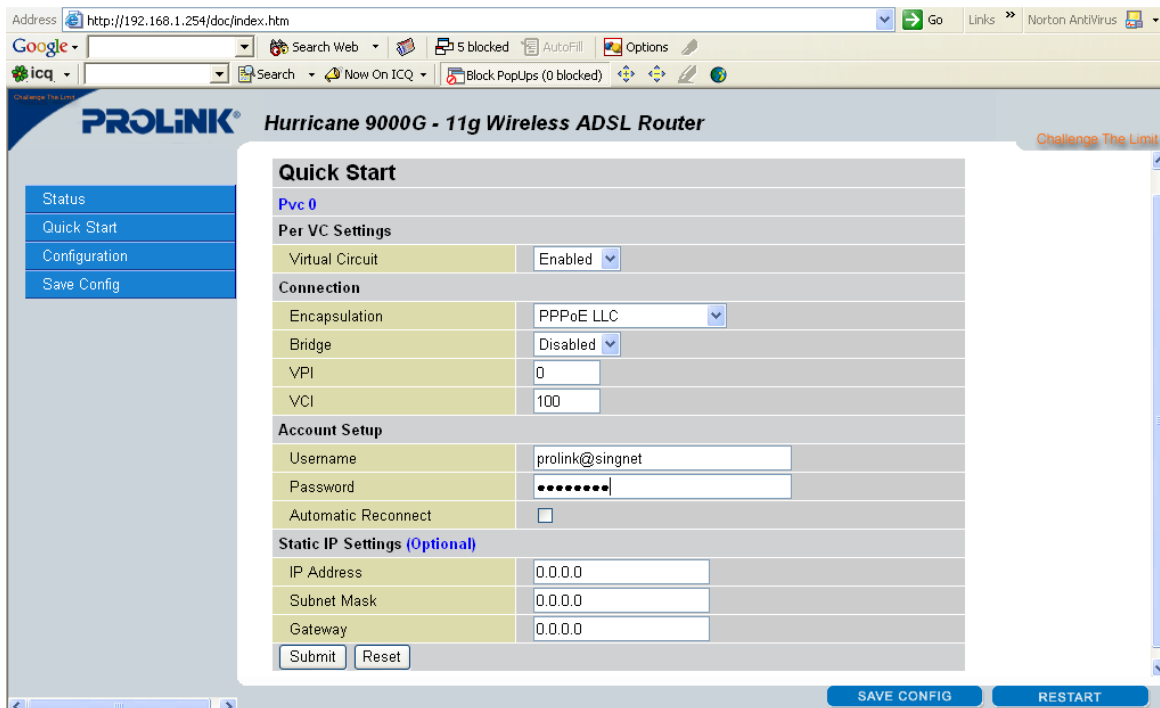 Address http://192.168.1.254/doc/index.htm Go Links » Norton AntiVirus
Google Search Web 5 blocked AutoFill Options
icq Search Now On ICQ Block PopUps (0 blocked)
Challenge The Limit
PROLiNK® Hurricane 9000G - 11g Wireless ADSL Router
Challenge The Limit
Status
Quick Start
Configuration
Save Config
Quick Start
Pvc 0
Per VC Settings
Virtual Circuit Enabled
Connection
Encapsulation PPPoE LLC
Bridge Disabled
VPI 0
VCI 100
Account Setup
Username prolink@singnet
Password ••••••••
Automatic Reconnect
Static IP Settings (Optional)
IP Address 0.0.0.0
Subnet Mask 0.0.0.0
Gateway 0.0.0.0
Submit Reset
SAVE CONFIG RESTART